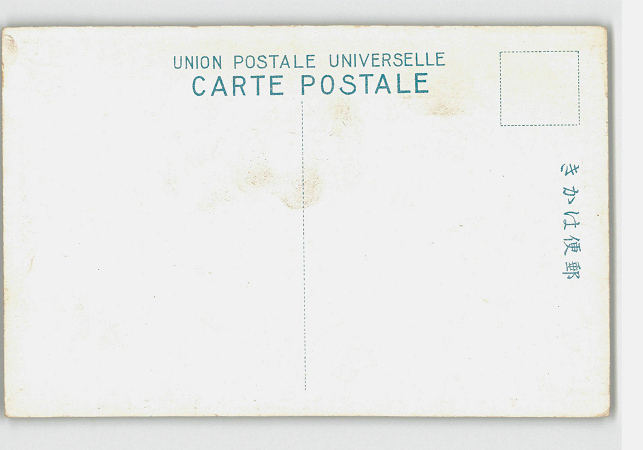 UNION POSTALE UNIVERSELLE
CARTE POSTALE
きかは便郵